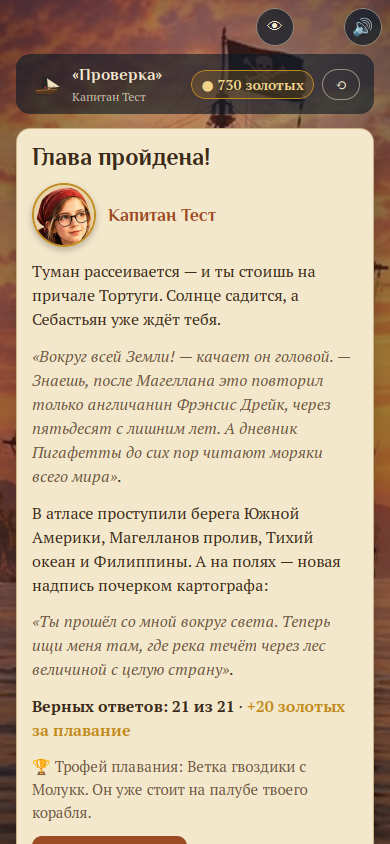 «Проверка»
Капитан Тест
730 золотых
Глава пройдена!
Капитан Тест
Туман рассеивается — и ты стоишь на
причале Тортуги. Солнце садится, а
Себастьян уже ждёт тебя.
«Вокруг всей Земли! — качает он головой. —
Знаешь, после Магеллана это повторил
только англичанин Фрэнсис Дрейк, через
пятьдесят с лишним лет. А дневник
Пигафетты до сих пор читают моряки
всего мира».
В атласе проступили берега Южной
Америки, Магелланов пролив, Тихий
океан и Филиппины. А на полях — новая
надпись почерком картографа:
«Ты прошёл со мной вокруг света. Теперь
ищи меня там, где река течёт через лес
величиной с целую страну».
Верных ответов: 21 из 21 · +20 золотых
за плавание
🏆 Трофей плавания: Ветка гвоздики с
Молукк. Он уже стоит на палубе твоего
корабля.